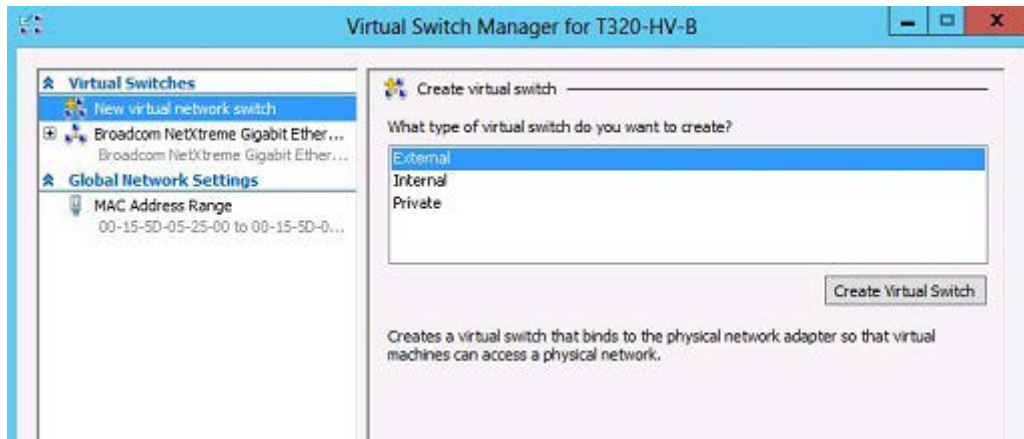 Virtual Switch Manager for T320-HV-B
Virtual Switches
New virtual network switch
Broadcom NetXtreme Gigabit Ether...
Broadcom NetXtreme Gigabit Ether...
Global Network Settings
MAC Address Range
00-15-5D-05-25-00 to 00-15-5D-0...
Create virtual switch
What type of virtual switch do you want to create?
External
Internal
Private
Create Virtual Switch
Creates a virtual switch that binds to the physical network adapter so that virtual
machines can access a physical network.